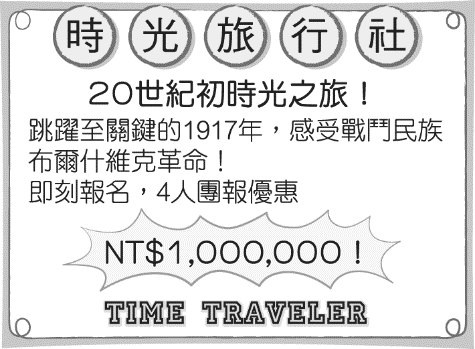 時光旅行社
20世紀初時光之旅！
跳躍至關鍵的1917年，感受戰鬥民族
布爾什維克革命！
即刻報名，4人團報優惠
NT$1,000,000！
TIME TRAVELER